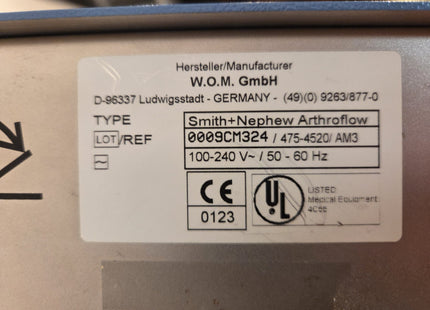 Hersteller/Manufacturer
W.O.M. GmbH
D-96337 Ludwigsstadt - GERMANY - (49)(0) 9263/877-0
TYPE Smith+Nephew Arthroflow
LOT/REF 0009CM324 / 475-4520/ AM3
100-240 V~ / 50 - 60 Hz
CE
0123
UL
LISTED
Medical Equipment